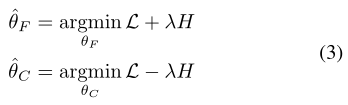 θ̂_F = argmin_{θ_F} ℒ + λH
θ̂_C = argmin_{θ_C} ℒ − λH
(3)